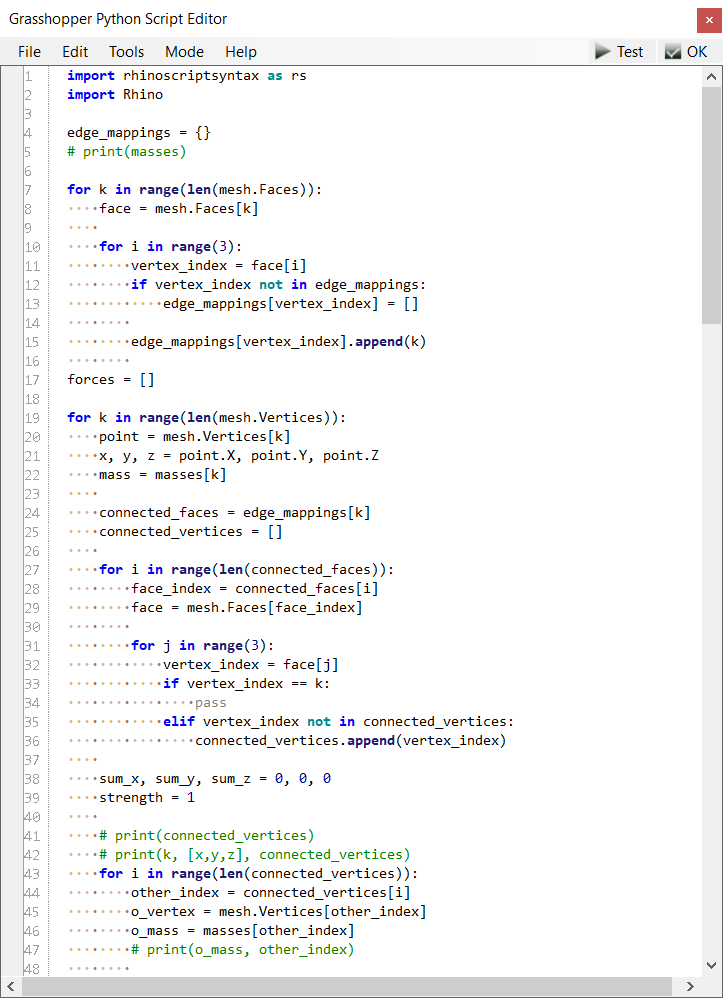 Grasshopper Python Script Editor
File Edit Tools Mode Help Test OK
1 import rhinoscriptsyntax as rs
2 import Rhino
3
4 edge_mappings = {}
5 # print(masses)
6
7 for k in range(len(mesh.Faces)):
8     face = mesh.Faces[k]
9
10     for i in range(3):
11         vertex_index = face[i]
12         if vertex_index not in edge_mappings:
13             edge_mappings[vertex_index] = []
14
15         edge_mappings[vertex_index].append(k)
16
17 forces = []
18
19 for k in range(len(mesh.Vertices)):
20     point = mesh.Vertices[k]
21     x, y, z = point.X, point.Y, point.Z
22     mass = masses[k]
23
24     connected_faces = edge_mappings[k]
25     connected_vertices = []
26
27     for i in range(len(connected_faces)):
28         face_index = connected_faces[i]
29         face = mesh.Faces[face_index]
30
31         for j in range(3):
32             vertex_index = face[j]
33             if vertex_index == k:
34                 pass
35             elif vertex_index not in connected_vertices:
36                 connected_vertices.append(vertex_index)
37
38     sum_x, sum_y, sum_z = 0, 0, 0
39     strength = 1
40
41     # print(connected_vertices)
42     # print(k, [x,y,z], connected_vertices)
43     for i in range(len(connected_vertices)):
44         other_index = connected_vertices[i]
45         o_vertex = mesh.Vertices[other_index]
46         o_mass = masses[other_index]
47         # print(o_mass, other_index)
48